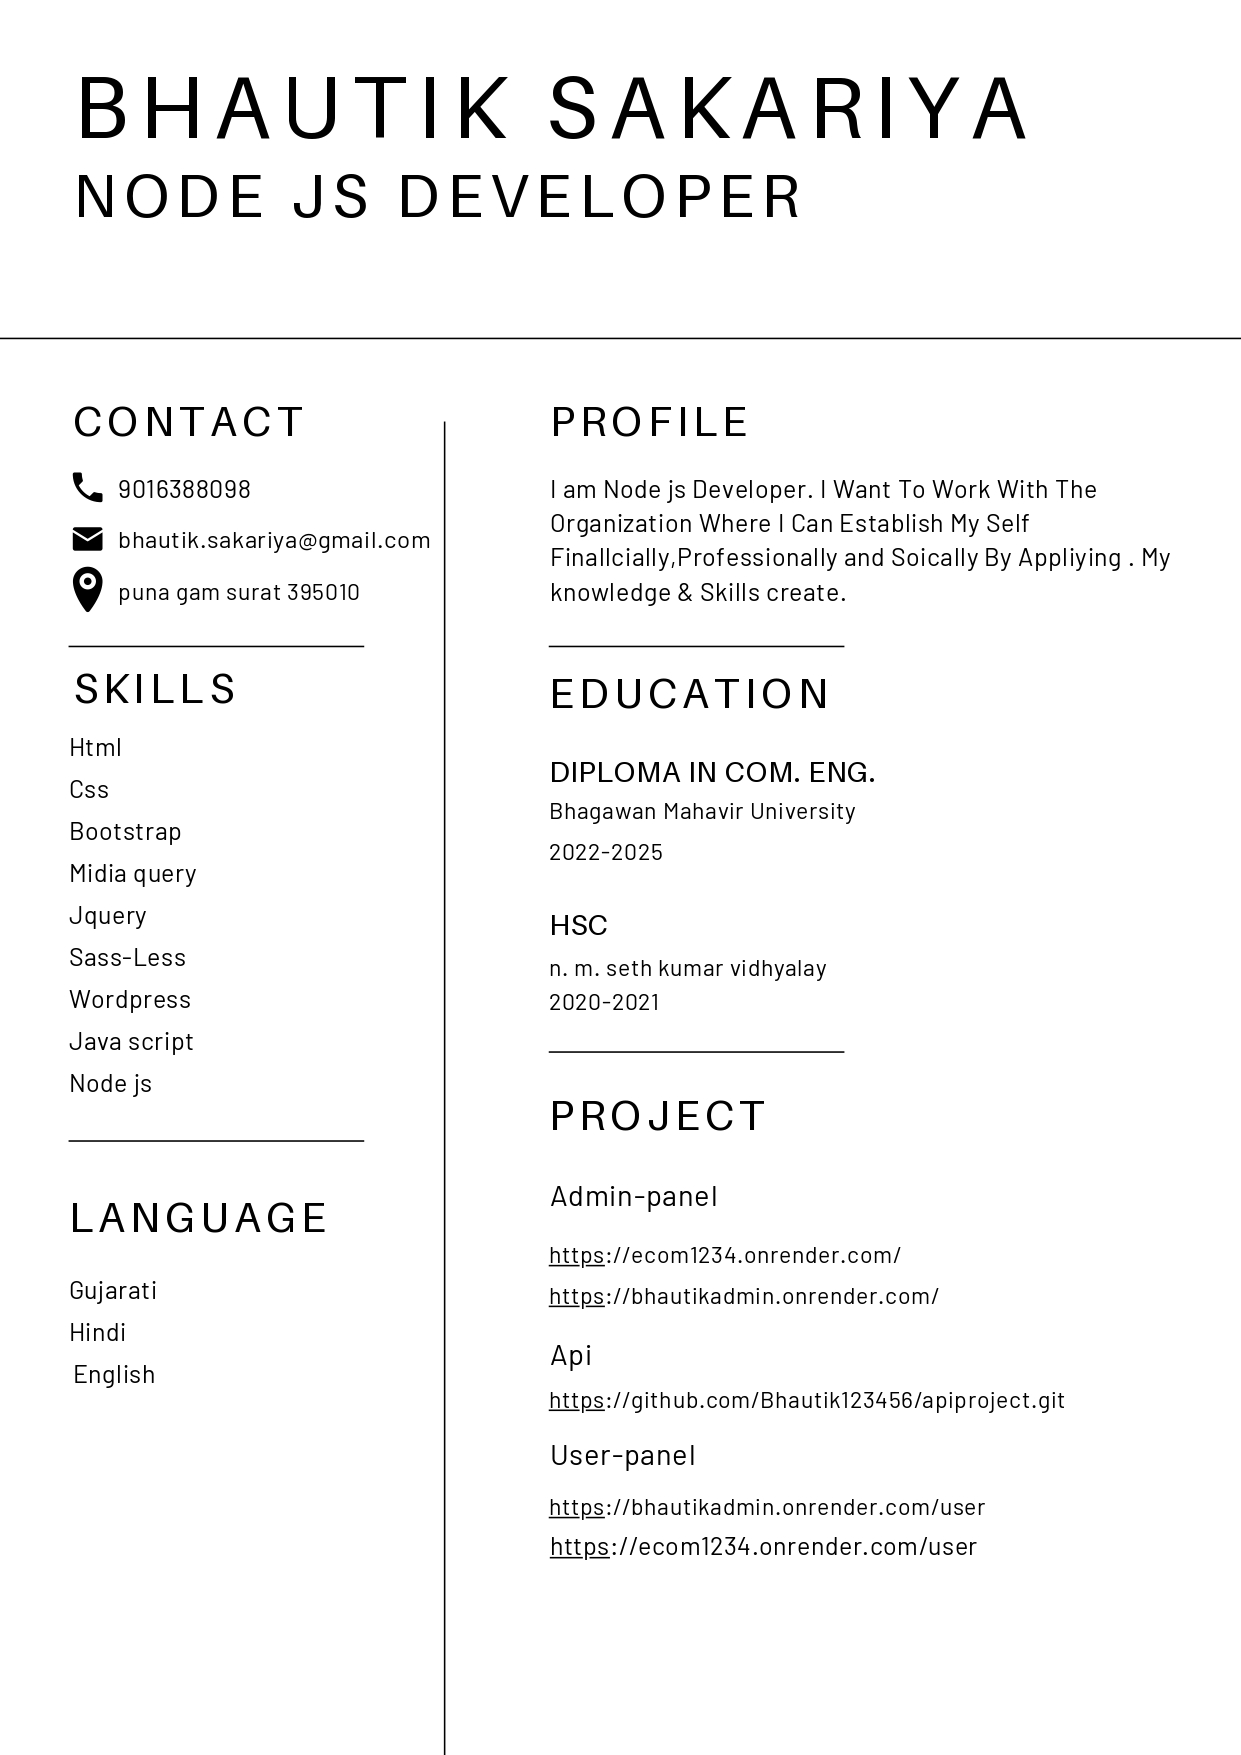 BHAUTIK SAKARIYA
NODE JS DEVELOPER
CONTACT
9016388098
bhautik.sakariya@gmail.com
puna gam surat 395010
SKILLS
Html
Css
Bootstrap
Midia query
Jquery
Sass-Less
Wordpress
Java script
Node js
LANGUAGE
Gujarati
Hindi
English
PROFILE
I am Node js Developer. I Want To Work With The
Organization Where I Can Establish My Self
Finallcially,Professionally and Soically By Appliying . My
knowledge & Skills create.
EDUCATION
DIPLOMA IN COM. ENG.
Bhagawan Mahavir University
2022-2025
HSC
n. m. seth kumar vidhyalay
2020-2021
PROJECT
Admin-panel
https://ecom1234.onrender.com/
https://bhautikadmin.onrender.com/
Api
https://github.com/Bhautik123456/apiproject.git
User-panel
https://bhautikadmin.onrender.com/user
https://ecom1234.onrender.com/user